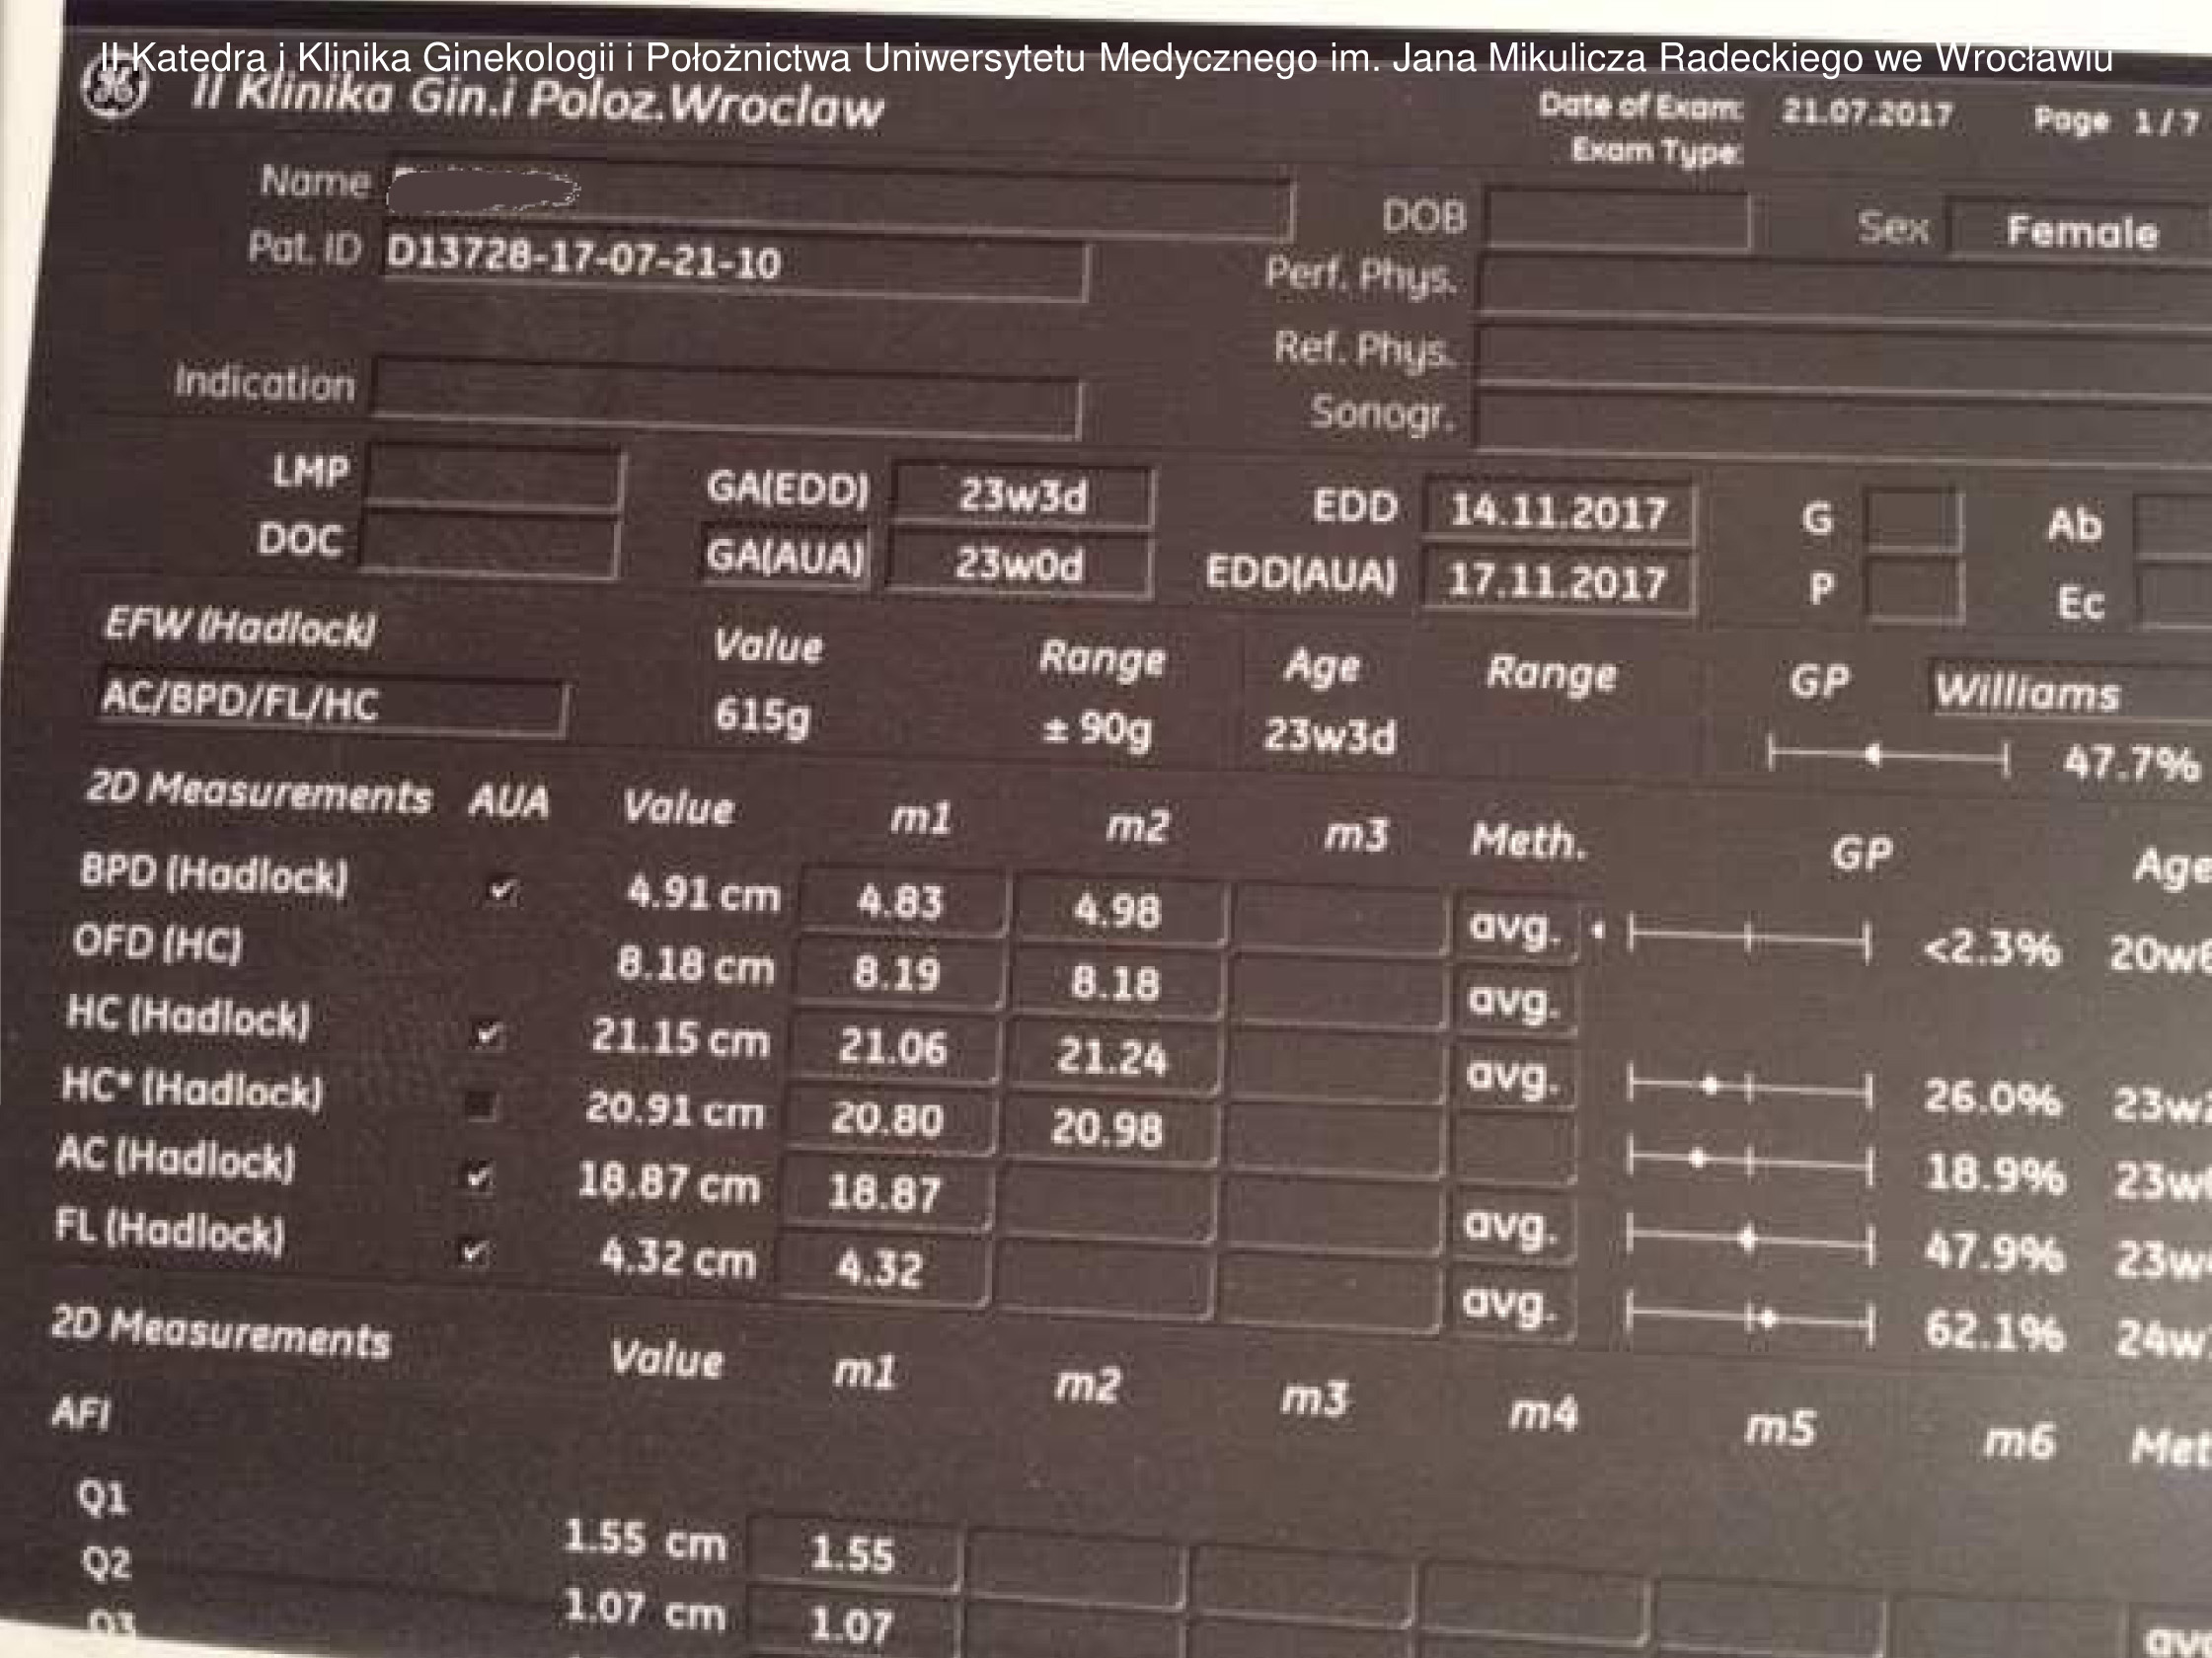 II Katedra i Klinika Ginekologii i Położnictwa Uniwersytetu Medycznego im. Jana Mikulicza Radeckiego we Wrocławiu
II Klinika Gin.i Poloz.Wroclaw
Date of Exam: 21.07.2017 Page 1/7
Exam Type:
Name
DOB Sex Female
Pat. ID D13728-17-07-21-10
Perf. Phys.
Ref. Phys.
Indication
Sonogr.
LMP GA(EDD) 23w3d EDD 14.11.2017 G Ab
DOC GA(AUA) 23w0d EDD(AUA) 17.11.2017 P Ec
EFW (Hadlock) Value Range Age Range GP Williams
AC/BPD/FL/HC 615g ± 90g 23w3d 47.7%
2D Measurements AUA Value m1 m2 m3 Meth. GP Age
BPD (Hadlock) ✔ 4.91 cm 4.83 4.98 avg. <2.3%
OFD (HC) 8.18 cm 8.19 8.18 avg.
HC (Hadlock) ✔ 21.15 cm 21.06 21.24 avg. 26.0% 23w
HC* (Hadlock) 20.91 cm 20.80 20.98 18.9% 23w
AC (Hadlock) ✔ 18.87 cm 18.87 avg. 47.9% 23w
FL (Hadlock) ✔ 4.32 cm 4.32 avg. 62.1% 24w
2D Measurements Value m1 m2 m3 m4 m5 m6 Met
AFI
Q1 1.55 cm 1.55
Q2 1.07 cm 1.07
Q3